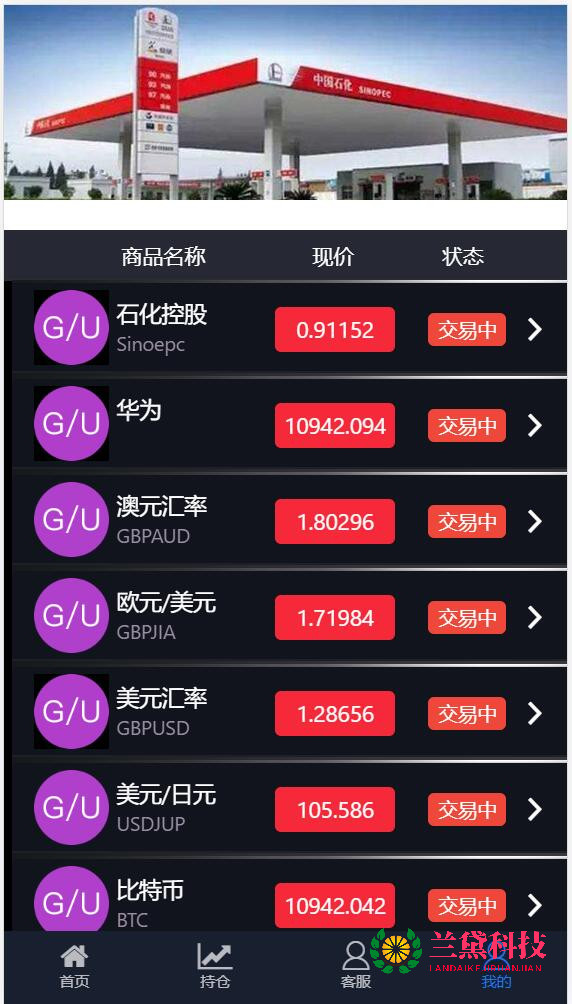 90
93
97
中国石化 SINOPEC
商品名称 现价 状态
G/U 石化控股 0.91152 交易中
Sinoepc
G/U 华为 10942.094 交易中
G/U 澳元汇率 1.80296 交易中
GBPAUD
G/U 欧元/美元 1.71984 交易中
GBPJIA
G/U 美元汇率 1.28656 交易中
GBPUSD
G/U 美元/日元 105.586 交易中
USDJUP
G/U 比特币 10942.042 交易中
BTC
兰黛科技
LANDAIKEJIHUANJIAN
首页 持仓 客服 我的